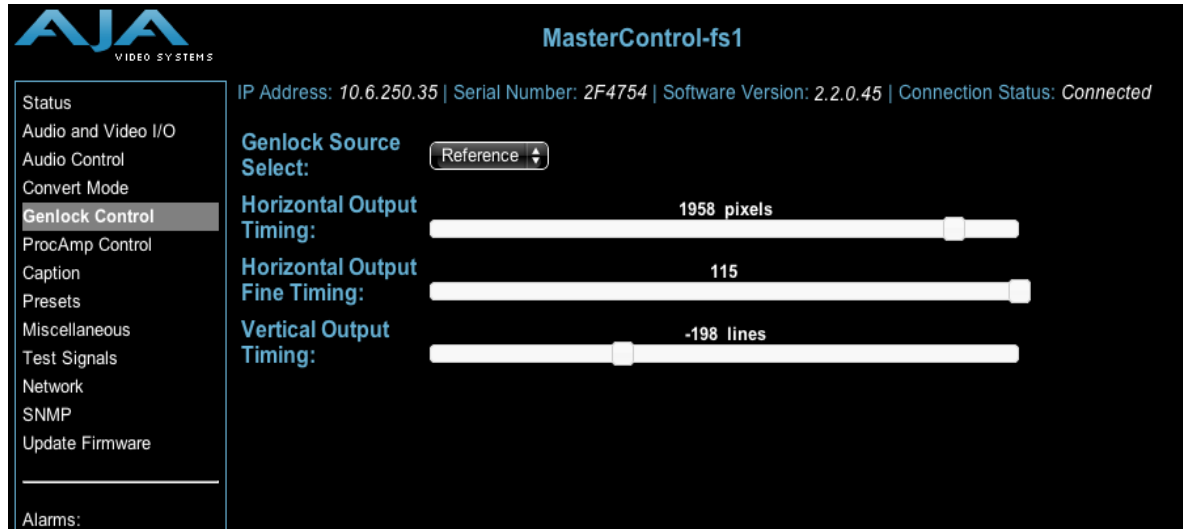 AJA
VIDEO SYSTEMS
MasterControl-fs1
IP Address: 10.6.250.35 | Serial Number: 2F4754 | Software Version: 2.2.0.45 | Connection Status: Connected
Status
Audio and Video I/O
Audio Control
Convert Mode
Genlock Control
ProcAmp Control
Caption
Presets
Miscellaneous
Test Signals
Network
SNMP
Update Firmware
Alarms:
Genlock Source
Select:
Reference
Horizontal Output
Timing:
1958 pixels
Horizontal Output
Fine Timing:
115
Vertical Output
Timing:
-198 lines